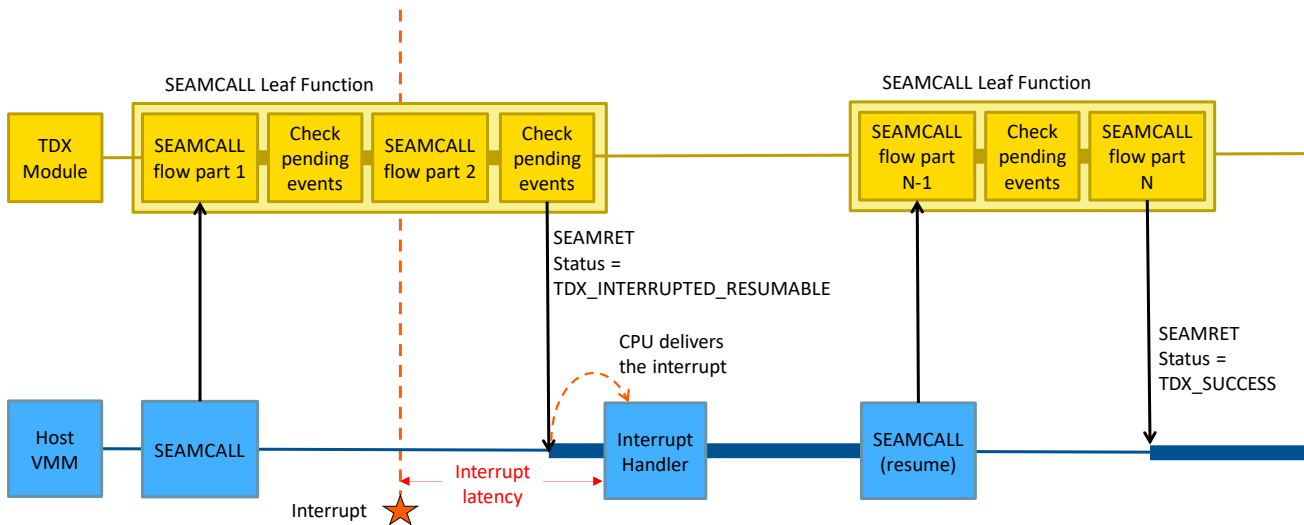 SEAMCALL Leaf Function
SEAMCALL Leaf Function
TDX
Module
SEAMCALL
flow part 1
Check
pending
events
SEAMCALL
flow part 2
Check
pending
events
SEAMCALL
flow part
N-1
Check
pending
events
SEAMCALL
flow part
N
SEAMRET
Status =
TDX_INTERRUPTED_RESUMABLE
CPU delivers
the interrupt
SEAMRET
Status =
TDX_SUCCESS
Host
VMM
SEAMCALL
Interrupt
Handler
SEAMCALL
(resume)
Interrupt
latency
Interrupt